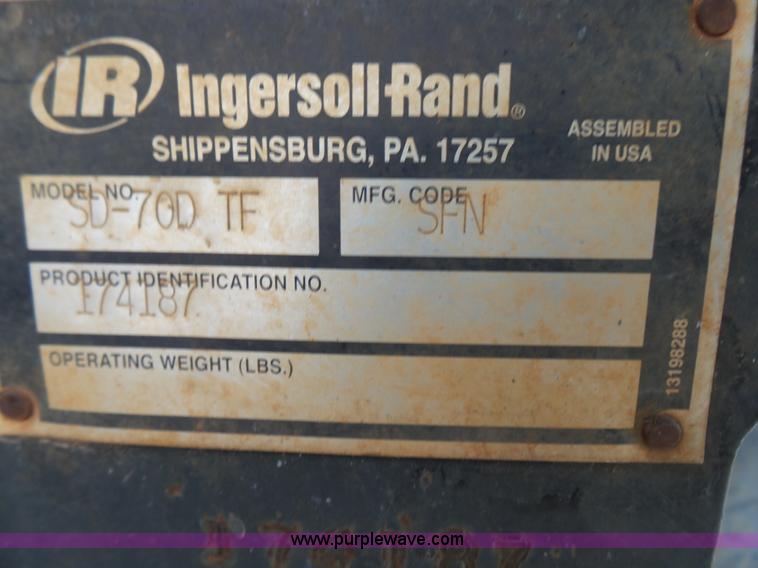 IR Ingersoll-Rand®
SHIPPENSBURG, PA. 17257
ASSEMBLED
IN USA
MODEL NO.
SD-70D TF
MFG. CODE
SFN
PRODUCT IDENTIFICATION NO.
174187
OPERATING WEIGHT (LBS.)
13198288
www.purplewave.com